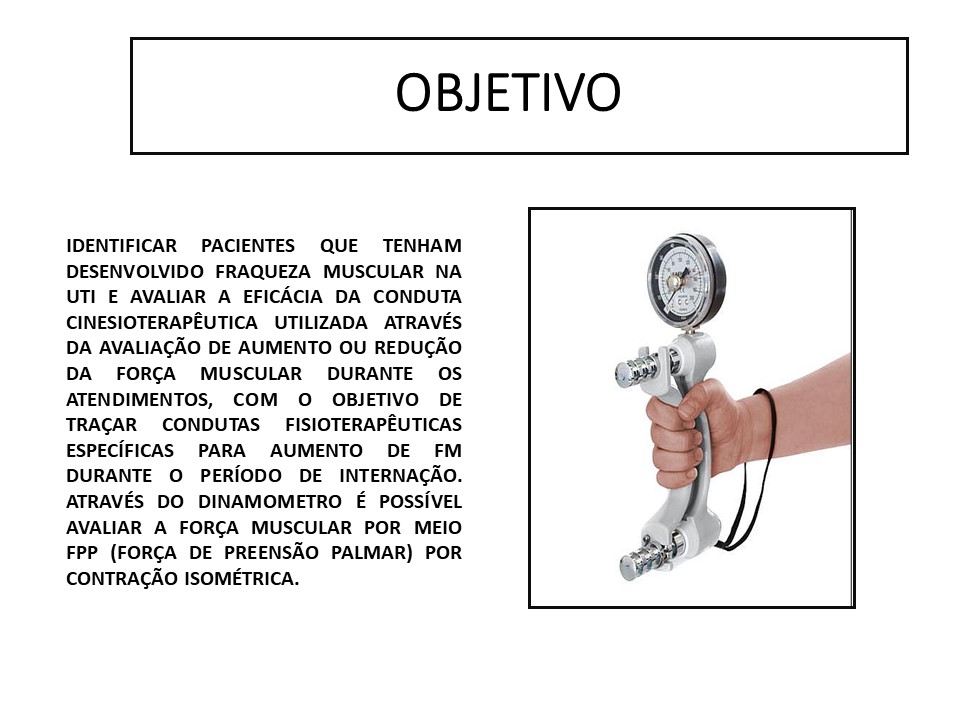 OBJETIVO
IDENTIFICAR PACIENTES QUE TENHAM
DESENVOLVIDO FRAQUEZA MUSCULAR NA
UTI E AVALIAR A EFICÁCIA DA CONDUTA
CINESIOTERAPÊUTICA UTILIZADA ATRAVÉS
DA AVALIAÇÃO DE AUMENTO OU REDUÇÃO
DA FORÇA MUSCULAR DURANTE OS
ATENDIMENTOS, COM O OBJETIVO DE
TRAÇAR CONDUTAS FISIOTERAPÊUTICAS
ESPECÍFICAS PARA AUMENTO DE FM
DURANTE O PERÍODO DE INTERNAÇÃO.
ATRAVÉS DO DINAMOMETRO É POSSÍVEL
AVALIAR A FORÇA MUSCULAR POR MEIO
FPP (FORÇA DE PREENSÃO PALMAR) POR
CONTRAÇÃO ISOMÉTRICA.